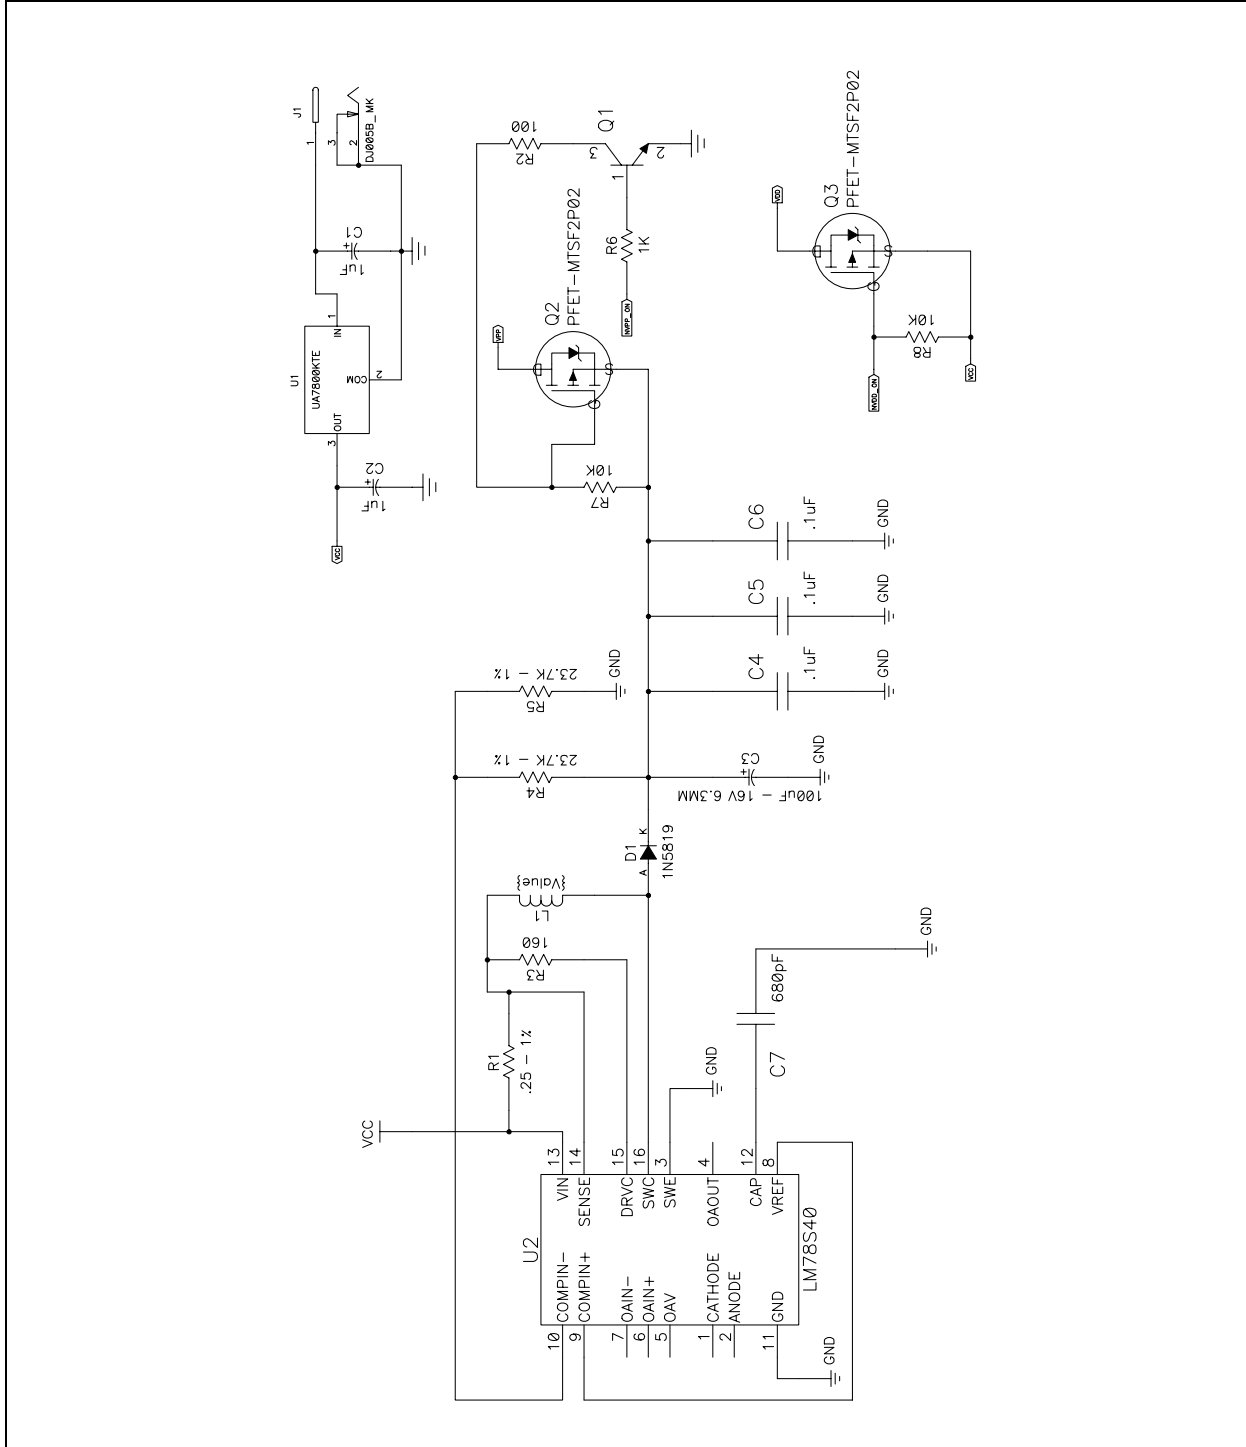 J1
1
3
2
DJ005B_MK
C1
1uF
1
IN
U1
UA7800KTE
COM
2
OUT
3
C2
1uF
VCC
100
R2
Q1
3
2
1
R6
1K
NVPP_ON
Q2
PFET-MTSF2P02
VPP
D
S
G
10K
R7
Q3
PFET-MTSF2P02
VDD
D
S
G
10K
R8
NVDD_ON
VCC
C6
.1uF
GND
C5
.1uF
GND
C4
.1uF
GND
23.7K - 1%
R5
GND
23.7K - 1%
R4
C3
100uF - 16V 6.3MM
GND
D1
K
A
1N5819
{Value}
L1
160
R3
R1
.25 - 1%
VCC
680pF
C7
GND
GND
U2
LM78S40
13
VIN
14
SENSE
15
DRVC
16
SWC
3
SWE
4
OAOUT
12
CAP
8
VREF
10
COMPIN-
9
COMPIN+
7
OAIN-
6
OAIN+
5
OAV
1
CATHODE
2
ANODE
11
GND
GND